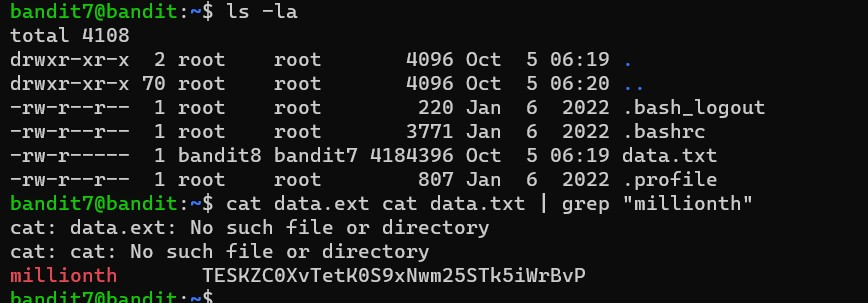 bandit7@bandit:~$ ls -la
total 4108
drwxr-xr-x  2 root    root       4096 Oct  5 06:19 .
drwxr-xr-x 70 root    root       4096 Oct  5 06:20 ..
-rw-r--r--  1 root    root        220 Jan  6  2022 .bash_logout
-rw-r--r--  1 root    root       3771 Jan  6  2022 .bashrc
-rw-r-----  1 bandit8 bandit7 4184396 Oct  5 06:19 data.txt
-rw-r--r--  1 root    root        807 Jan  6  2022 .profile
bandit7@bandit:~$ cat data.ext cat data.txt | grep "millionth"
cat: data.ext: No such file or directory
cat: cat: No such file or directory
millionth       TESKZC0XvTetK0S9xNwm25STk5iWrBvP
bandit7@bandit:~$